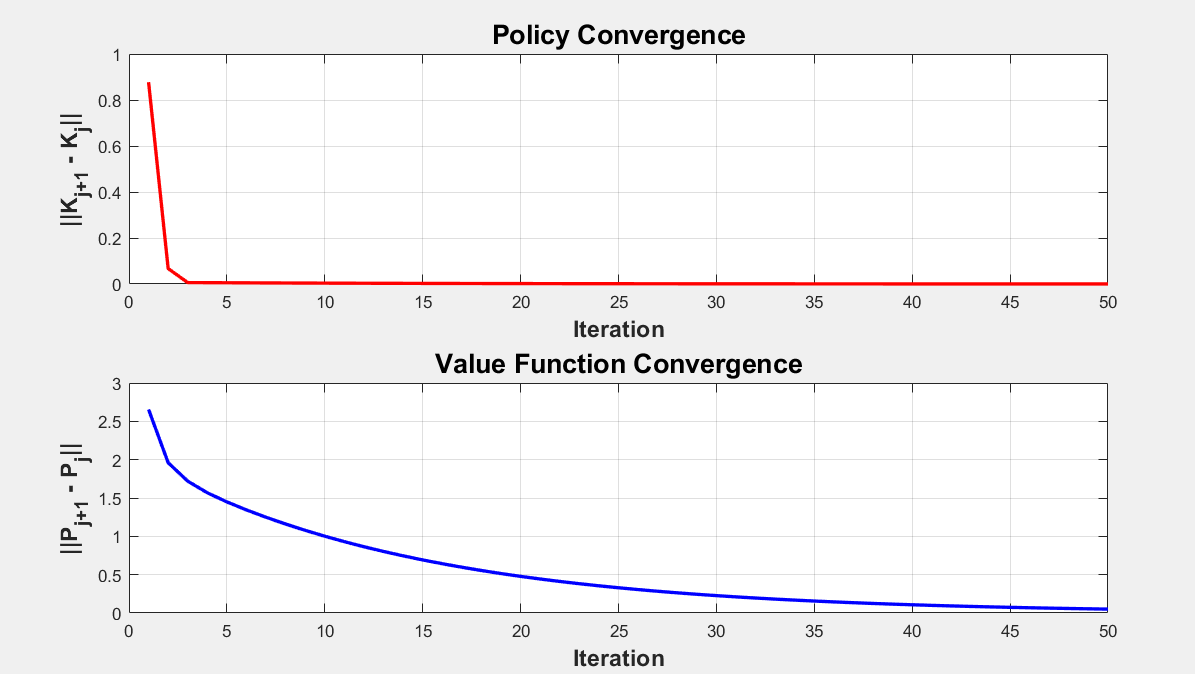 Policy Convergence
||K_{j+1} - K_j||
1
0.8
0.6
0.4
0.2
0
0 5 10 15 20 25 30 35 40 45 50
Iteration
Value Function Convergence
||P_{j+1} - P_j||
3
2.5
2
1.5
1
0.5
0
0 5 10 15 20 25 30 35 40 45 50
Iteration